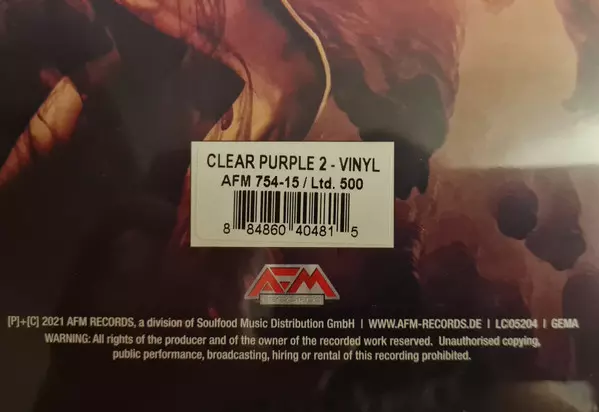 CLEAR PURPLE 2 - VINYL
AFM 754-15 / Ltd. 500
8 84860 40481 5
AFM
RECORDS
[P]+[C] 2021 AFM RECORDS, a division of Soulfood Music Distribution GmbH | WWW.AFM-RECORDS.DE | LC05204 | GEMA
WARNING: All rights of the producer and of the owner of the recorded work reserved. Unauthorised copying,
public performance, broadcasting, hiring or rental of this recording prohibited.